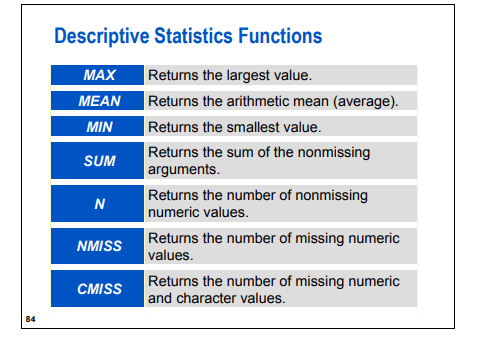 Descriptive Statistics Functions
MAX Returns the largest value.
MEAN Returns the arithmetic mean (average).
MIN Returns the smallest value.
SUM Returns the sum of the nonmissing
arguments.
N Returns the number of nonmissing
numeric values.
NMISS Returns the number of missing numeric
values.
CMISS Returns the number of missing numeric
and character values.
84